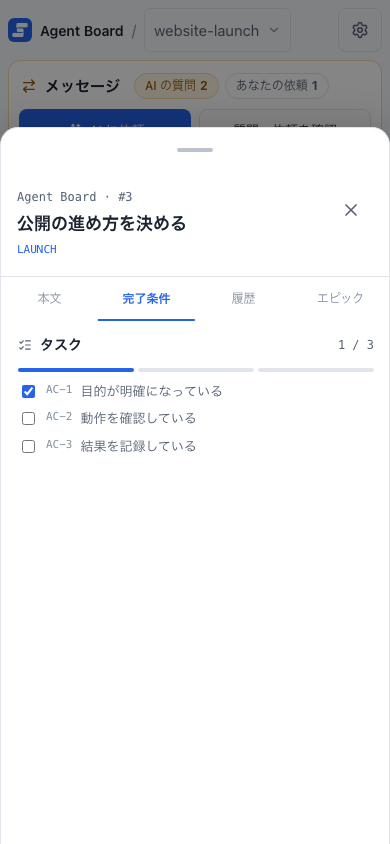 Agent Board / website-launch
メッセージ AI の質問 2 あなたの依頼 1
Agent Board · #3
公開の進め方を決める
LAUNCH
本文 完了条件 履歴 エピック
タスク 1 / 3
AC-1 目的が明確になっている
AC-2 動作を確認している
AC-3 結果を記録している